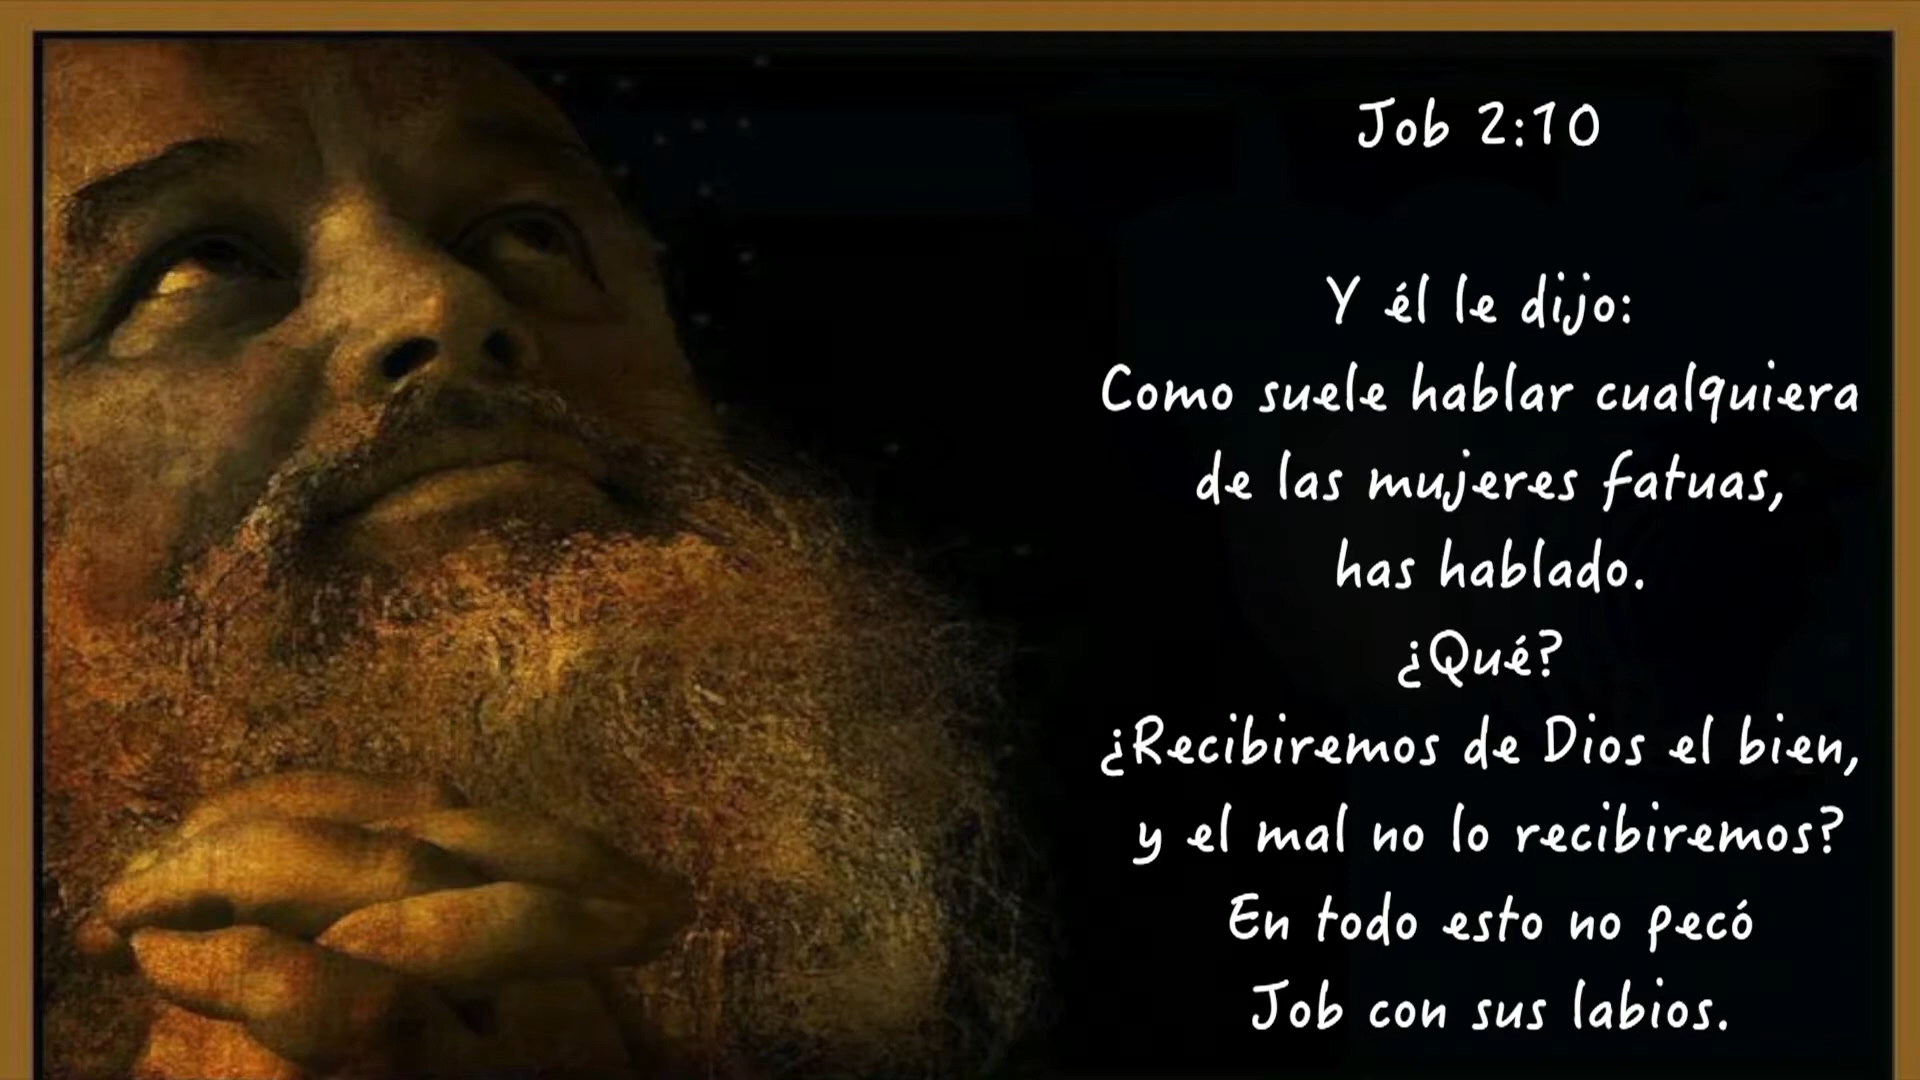 Job 2:10
Y él le dijo:
Como suele hablar cualquiera
de las mujeres fatuas,
has hablado.
¿Qué?
¿Recibiremos de Dios el bien,
y el mal no lo recibiremos?
En todo esto no pecó
Job con sus labios.